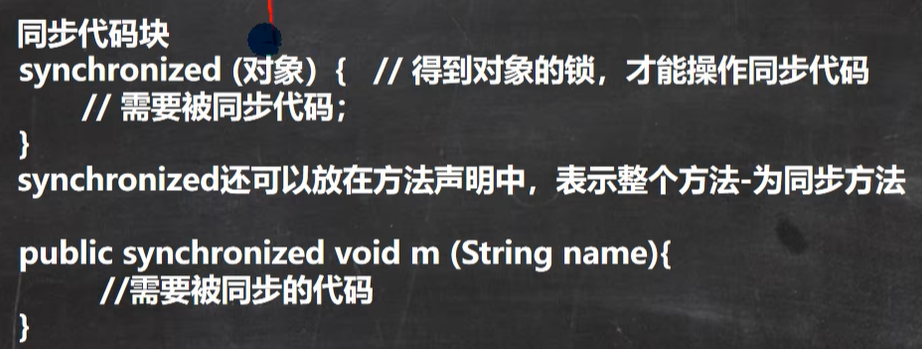 同步代码块
synchronized (对象) { // 得到对象的锁，才能操作同步代码
// 需要被同步代码；
}
synchronized还可以放在方法声明中，表示整个方法-为同步方法
public synchronized void m (String name){
//需要被同步的代码
}